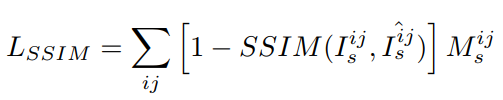 L_{SSIM} = \sum_{ij} \left[ 1 - SSIM(I_s^{ij}, \hat{I_s^{ij}}) \right] M_s^{ij}